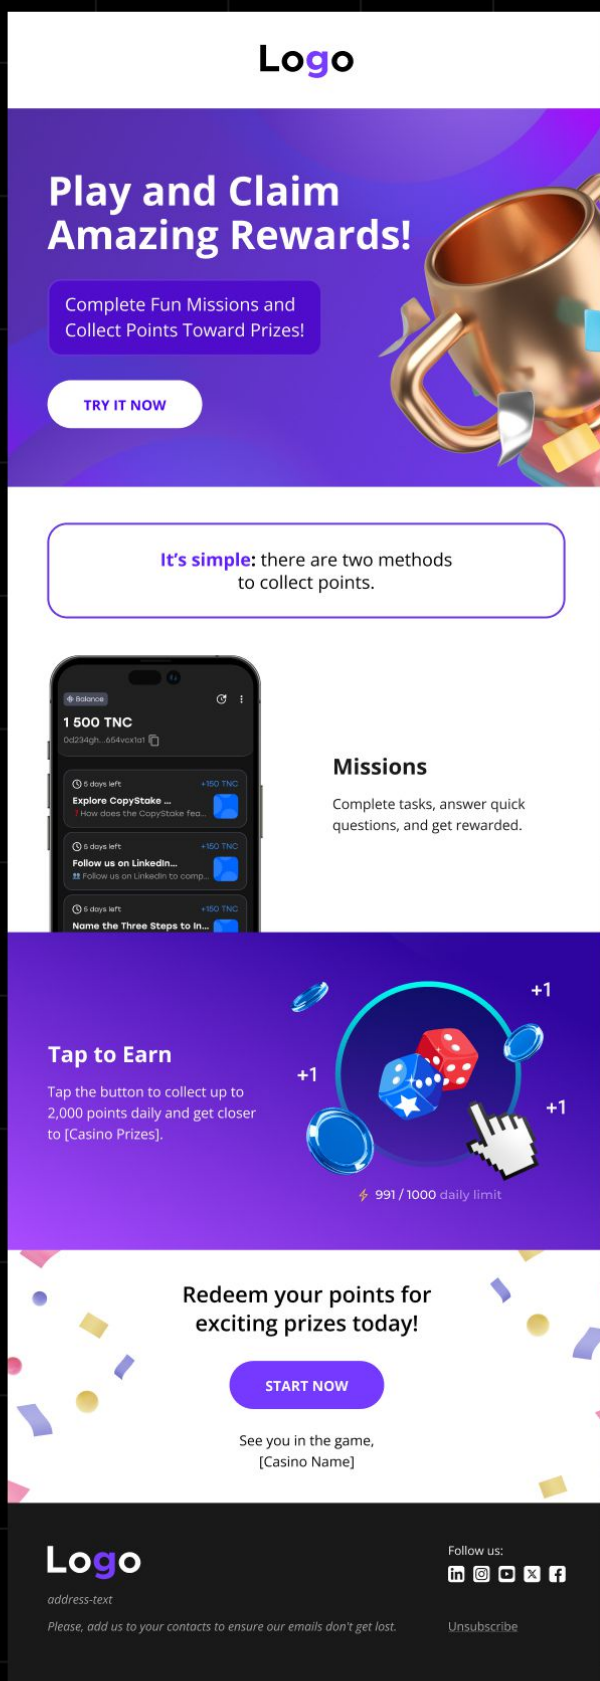 Logo
Play and Claim
Amazing Rewards!
Complete Fun Missions and
Collect Points Toward Prizes!
TRY IT NOW
It's simple: there are two methods
to collect points.
Balance
1 500 TNC
0d234gh...654vcx1a1
5 days left +150 TNC
Explore CopyStake ...
❓How does the CopyStake fea...
5 days left +150 TNC
Follow us on LinkedIn...
👥 Follow us on LinkedIn to comp...
5 days left +150 TNC
Name the Three Steps to In...
Missions
Complete tasks, answer quick
questions, and get rewarded.
Tap to Earn
Tap the button to collect up to
2,000 points daily and get closer
to [Casino Prizes].
+1
+1
+1
991 / 1000 daily limit
Redeem your points for
exciting prizes today!
START NOW
See you in the game,
[Casino Name]
Logo
address-text
Please, add us to your contacts to ensure our emails don't get lost.
Follow us:
Unsubscribe